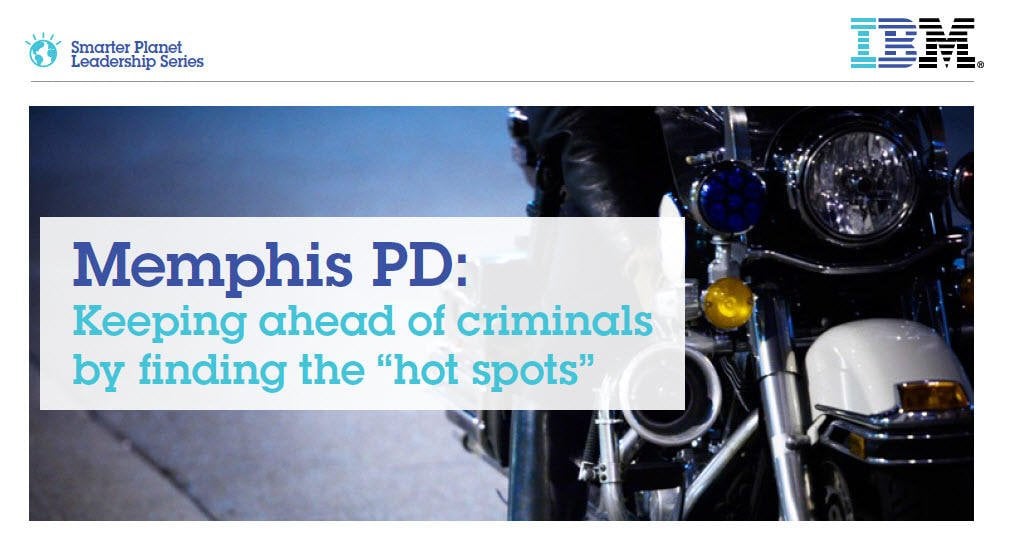 Smarter Planet
Leadership Series
IBM®
Memphis PD:
Keeping ahead of criminals
by finding the “hot spots”